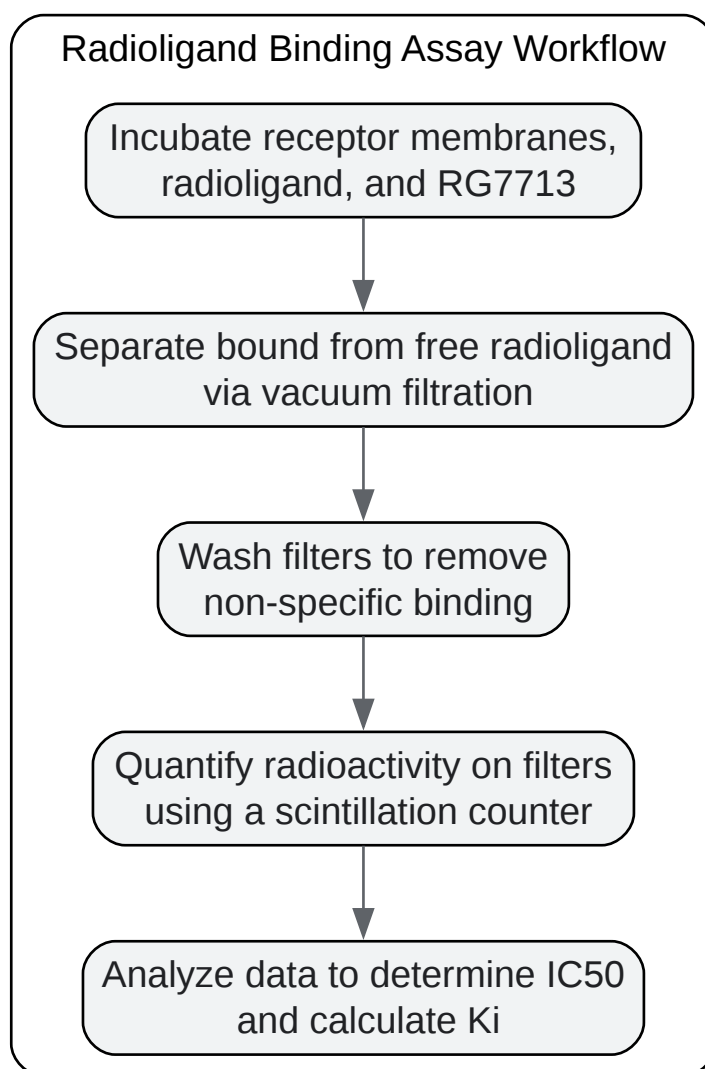 Radioligand Binding Assay Workflow
Incubate receptor membranes,
radioligand, and RG7713
Separate bound from free radioligand
via vacuum filtration
Wash filters to remove
non-specific binding
Quantify radioactivity on filters
using a scintillation counter
Analyze data to determine IC50
and calculate Ki